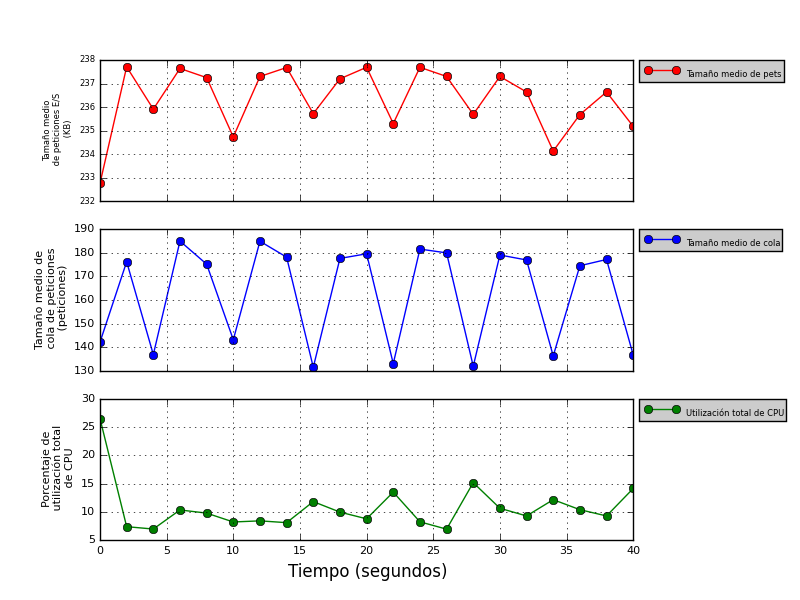 238
237
236
235
234
233
232
Tamaño medio
de peticiones E/S
(KB)
Tamaño medio de pets
190
180
170
160
150
140
130
Tamaño medio de
cola de peticiones
(peticiones)
Tamaño medio de cola
30
25
20
15
10
5
Porcentaje de
utilización total
de CPU
Utilización total de CPU
0 5 10 15 20 25 30 35 40
Tiempo (segundos)